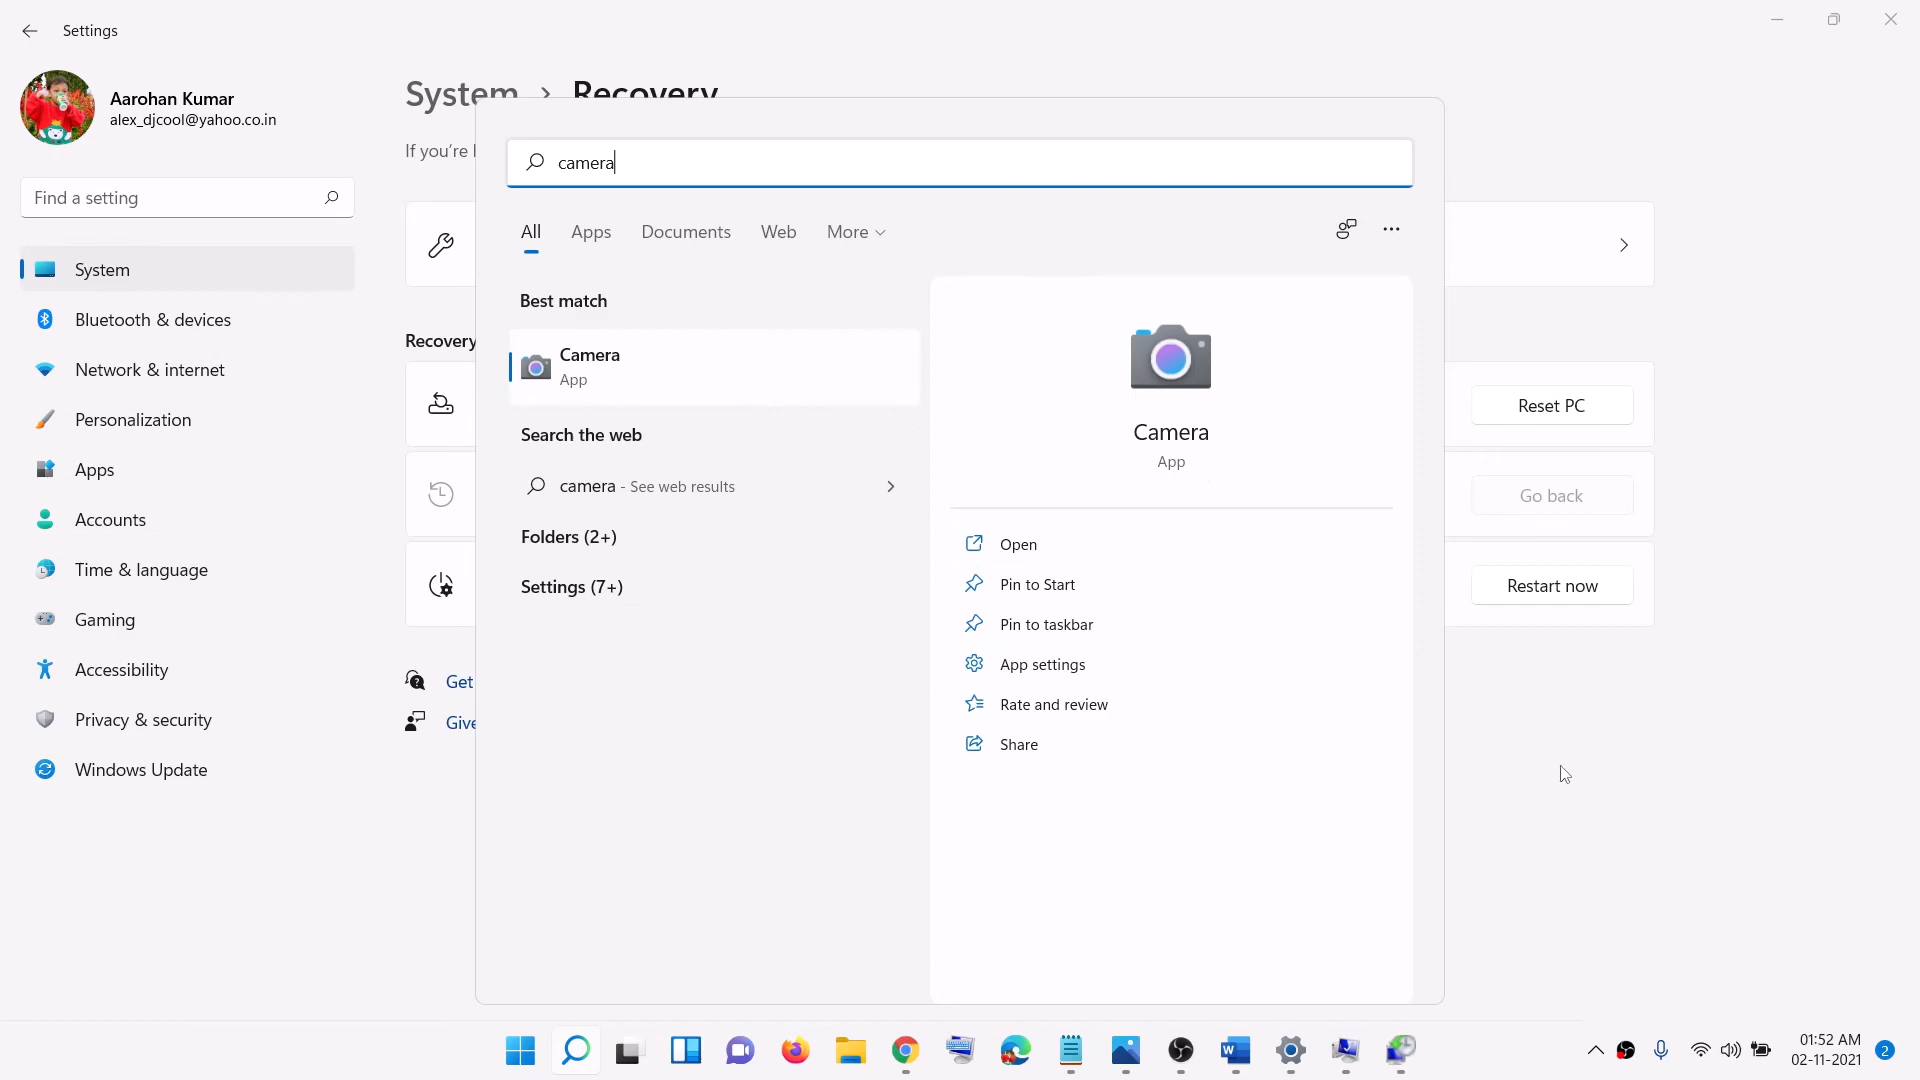 Settings
Aarohan Kumar
alex_djcool@yahoo.co.in
Find a setting
System
Bluetooth & devices
Network & internet
Personalization
Apps
Accounts
Time & language
Gaming
Accessibility
Privacy & security
Windows Update
System > Recovery
If you're
Recovery
Reset PC
Go back
Restart now
Get
Give
camera
All Apps Documents Web More
Best match
Camera
App
Search the web
camera - See web results
Folders (2+)
Settings (7+)
Camera
App
Open
Pin to Start
Pin to taskbar
App settings
Rate and review
Share
01:52 AM
02-11-2021
2